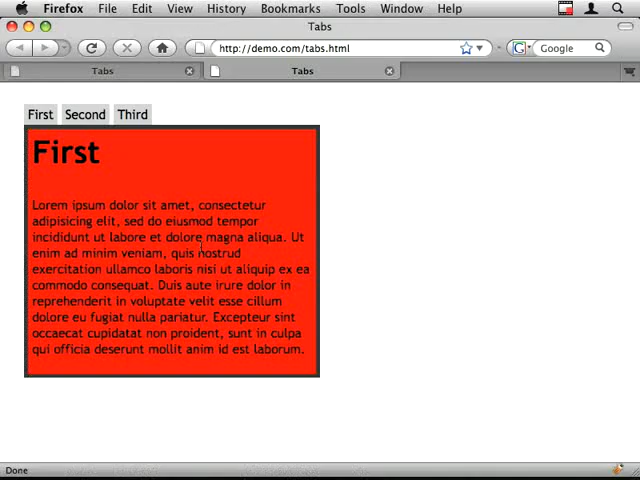 Firefox File Edit View History Bookmarks Tools Window Help
Tabs
http://demo.com/tabs.html
Google
Tabs
Tabs
First Second Third
First
Lorem ipsum dolor sit amet, consectetur
adipisicing elit, sed do eiusmod tempor
incididunt ut labore et dolore magna aliqua. Ut
enim ad minim veniam, quis nostrud
exercitation ullamco laboris nisi ut aliquip ex ea
commodo consequat. Duis aute irure dolor in
reprehenderit in voluptate velit esse cillum
dolore eu fugiat nulla pariatur. Excepteur sint
occaecat cupidatat non proident, sunt in culpa
qui officia deserunt mollit anim id est laborum.
Done